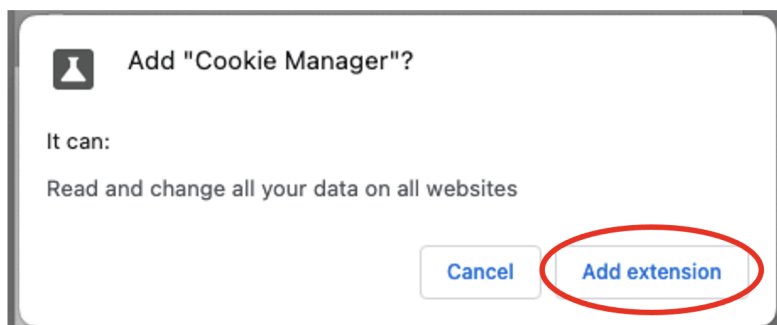 Add "Cookie Manager"?
It can:
Read and change all your data on all websites
Cancel Add extension